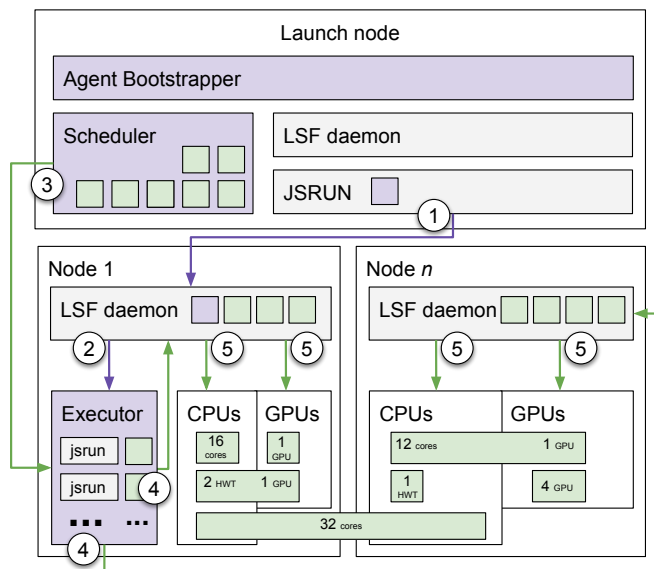 Launch node
Agent Bootstrapper
Scheduler
LSF daemon
3
JSRUN
1
Node 1
Node n
LSF daemon
LSF daemon
2
5
5
5
5
Executor
CPUs
GPUs
CPUs
GPUs
jsrun
16 cores
1 GPU
12 cores
1 GPU
jsrun
4
2 HWT
1 GPU
1 HWT
4 GPU
... ...
32 cores
4